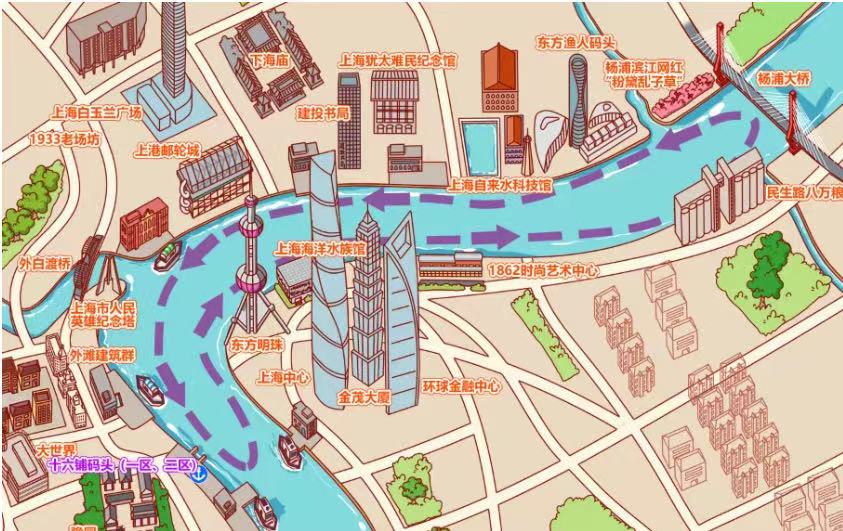 东方渔人码头
下海庙
上海犹太难民纪念馆
杨浦滨江网红
“粉黛乱子草”
杨浦大桥
上海白玉兰广场
建投书局
1933老场坊
上港邮轮城
上海自来水科技馆
民生路八万粮
外白渡桥
上海海洋水族馆
1862时尚艺术中心
上海市人民
英雄纪念塔
东方明珠
外滩建筑群
上海中心
金茂大厦
环球金融中心
大世界
十六铺码头（一区、三区）